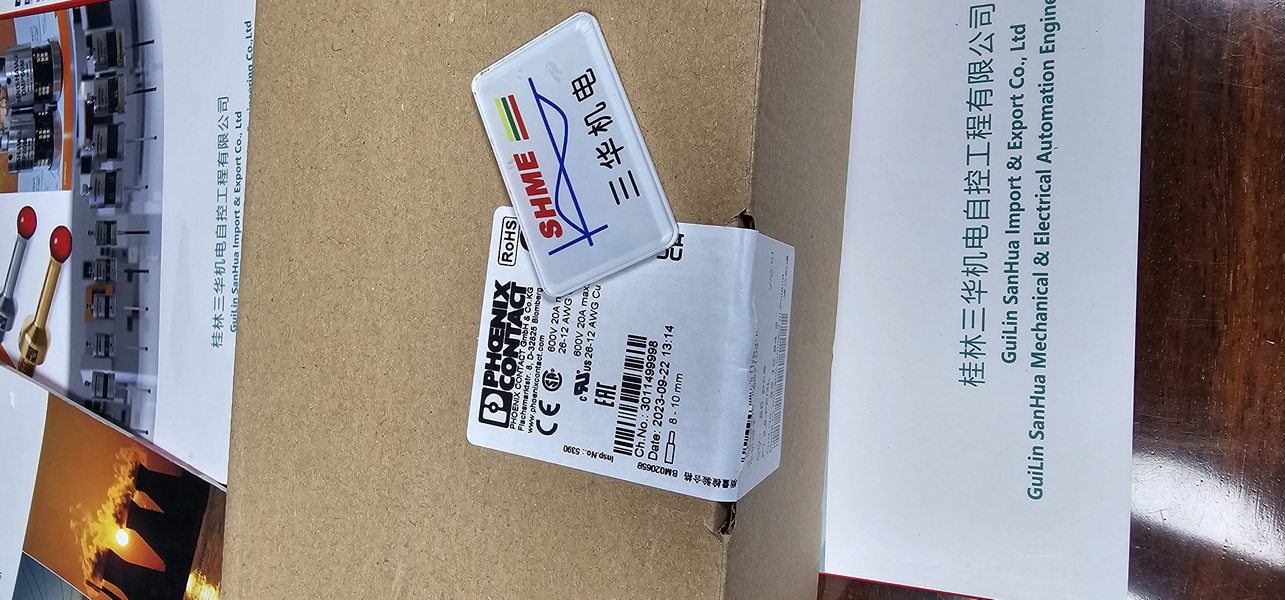 桂林三华机电自控工程有限公司
GuiLin SanHua Import & Export Co., Ltd
SHME
三华机电
RoHS
PHOENIX
CONTACT
PHOENIX CONTACT GmbH & Co.KG
Flachsmarktstr. 8, D-32825 Blomberg
www.phoenixcontact.com
CE
600V 20A
26-12 AWG
600V 20A max
26-12 AWG Cu
EAC
Insp.No.: 5390
Ch.No.: 3011499998
Date: 2023-09-22 13:14
8 - 10 mm
BM020658
桂林三华机电自控工程有限公司
GuiLin SanHua Import & Export Co., Ltd
GuiLin SanHua Mechanical & Electrical Automation Engine